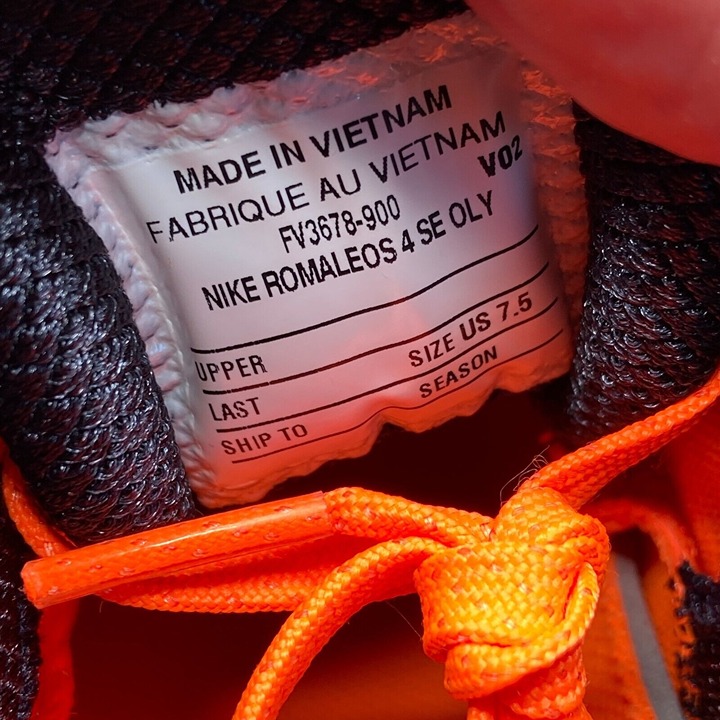 MADE IN VIETNAM
FABRIQUE AU VIETNAM
FV3678-900 V02
NIKE ROMALEOS 4 SE OLY
UPPER SIZE US 7.5
LAST SEASON
SHIP TO